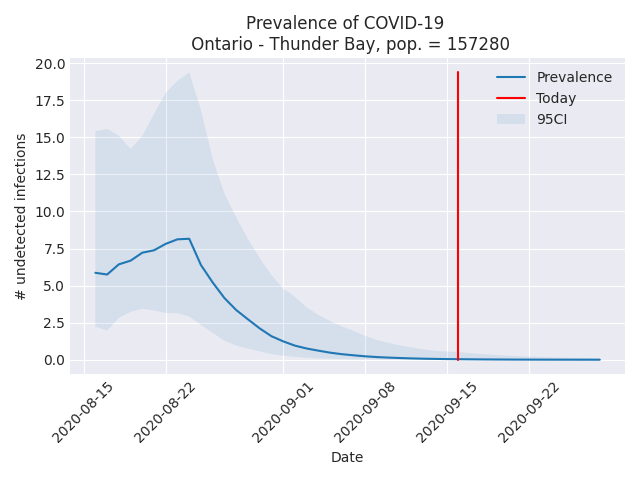 Prevalence of COVID-19
Ontario - Thunder Bay, pop. = 157280
Prevalence
Today
95CI
# undetected infections
20.0
17.5
15.0
12.5
10.0
7.5
5.0
2.5
0.0
2020-08-15
2020-08-22
2020-09-01
2020-09-08
2020-09-15
2020-09-22
Date